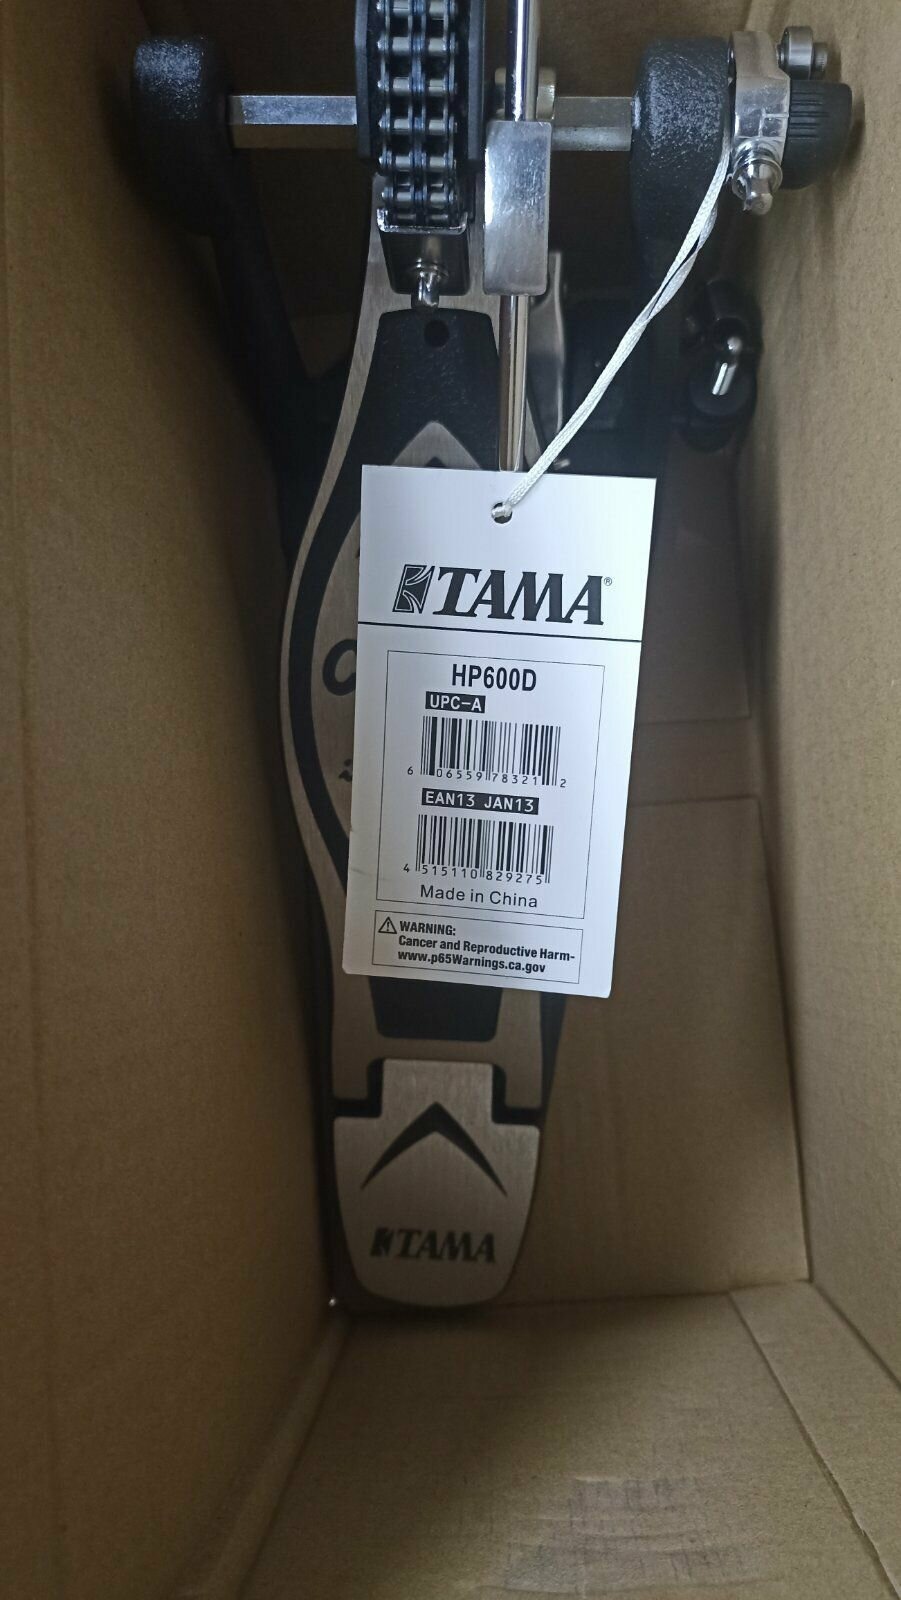 TAMA®
HP600D
UPC-A
6 06559 78321 2
EAN13 JAN13
4 515110 829275
Made in China
⚠ WARNING:
Cancer and Reproductive Harm-
www.p65Warnings.ca.gov
TAMA